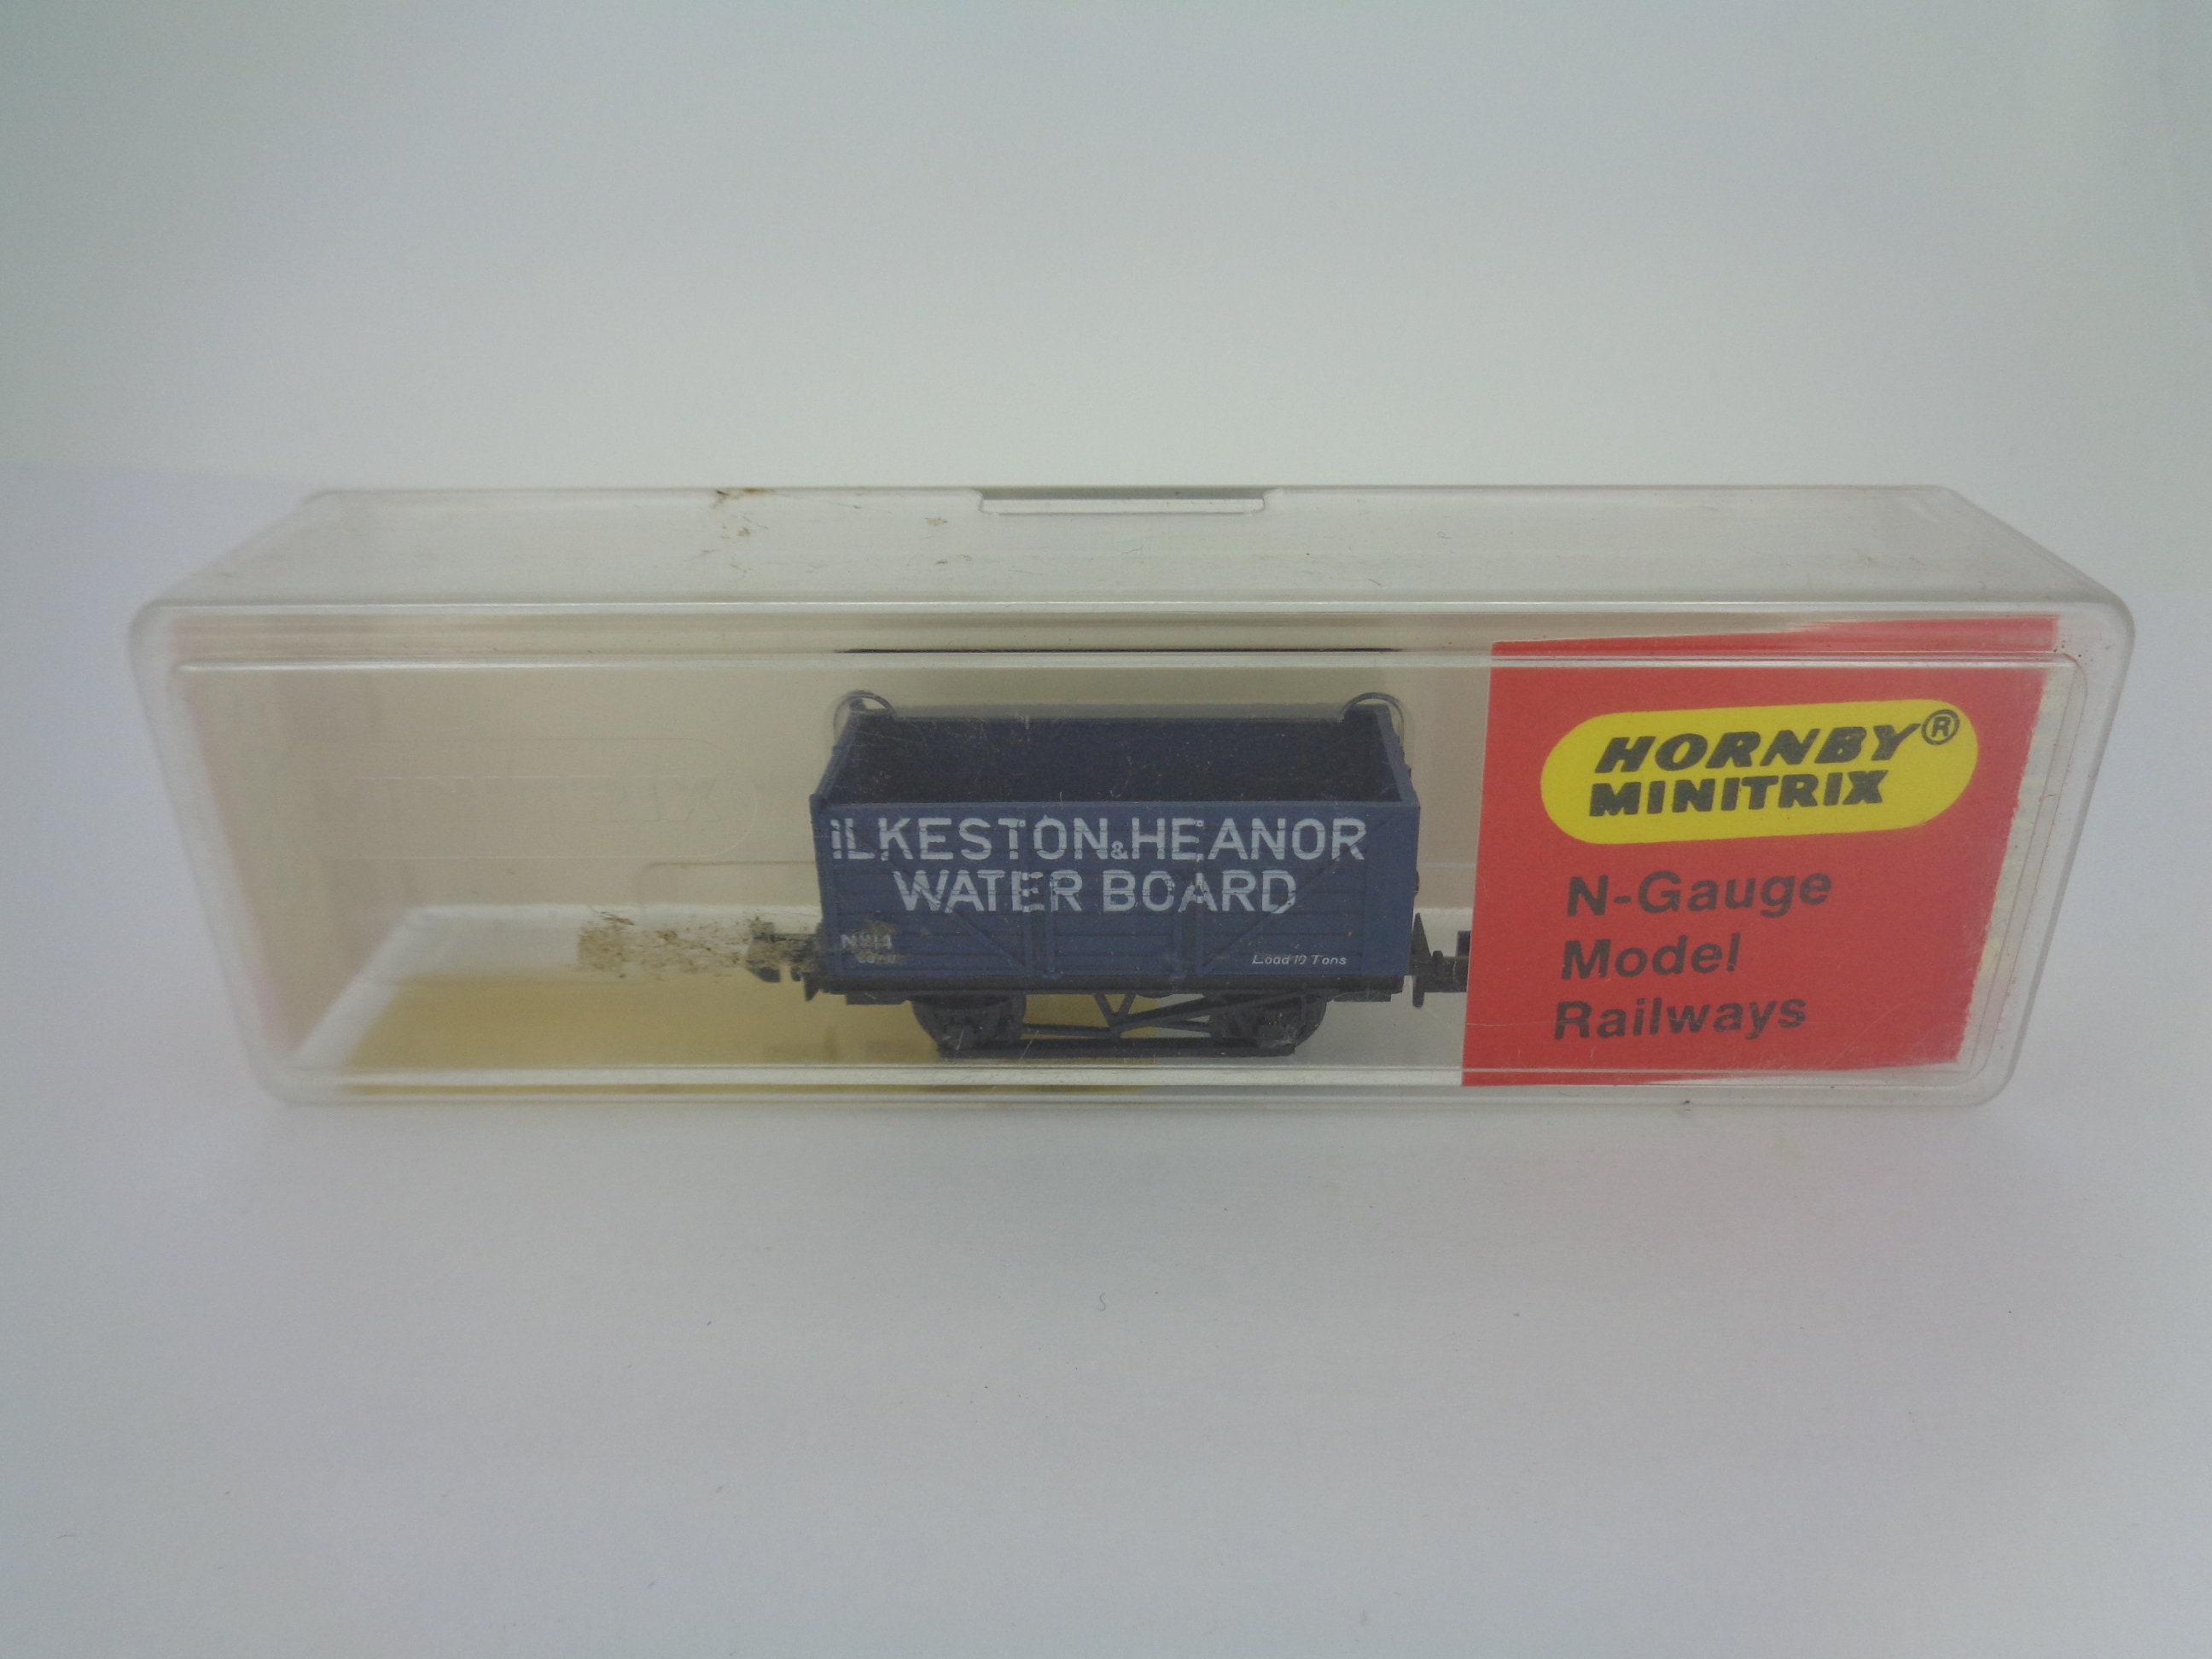 ILKESTON & HEANOR
WATER BOARD
Load 10 Tons
HORNBY®
MINITRIX
N-Gauge
Model
Railways